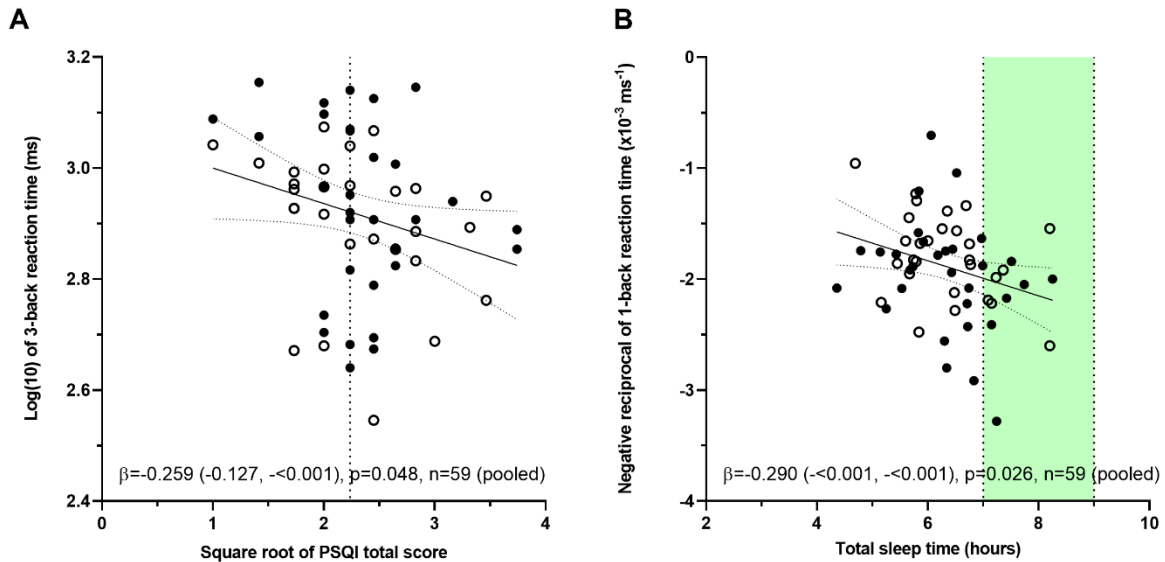 A
Log(10) of 3-back reaction time (ms)
3.2
3.0
2.8
2.6
2.4
β=-0.259 (-0.127, -<0.001), p=0.048, n=59 (pooled)
0
1
2
3
4
Square root of PSQI total score
B
Negative reciprocal of 1-back reaction time (x10⁻³ ms⁻¹)
0
-1
-2
-3
-4
β=-0.290 (-<0.001, -<0.001), p=0.026, n=59 (pooled)
2
4
6
8
10
Total sleep time (hours)